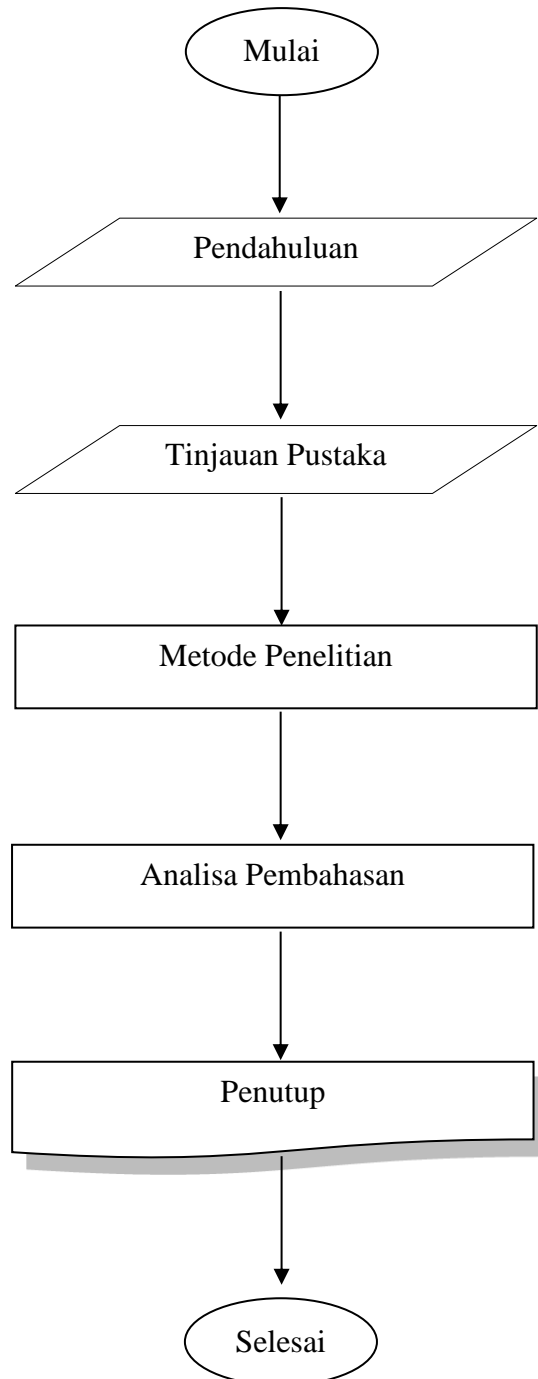 Mulai
Pendahuluan
Tinjauan Pustaka
Metode Penelitian
Analisa Pembahasan
Penutup
Selesai